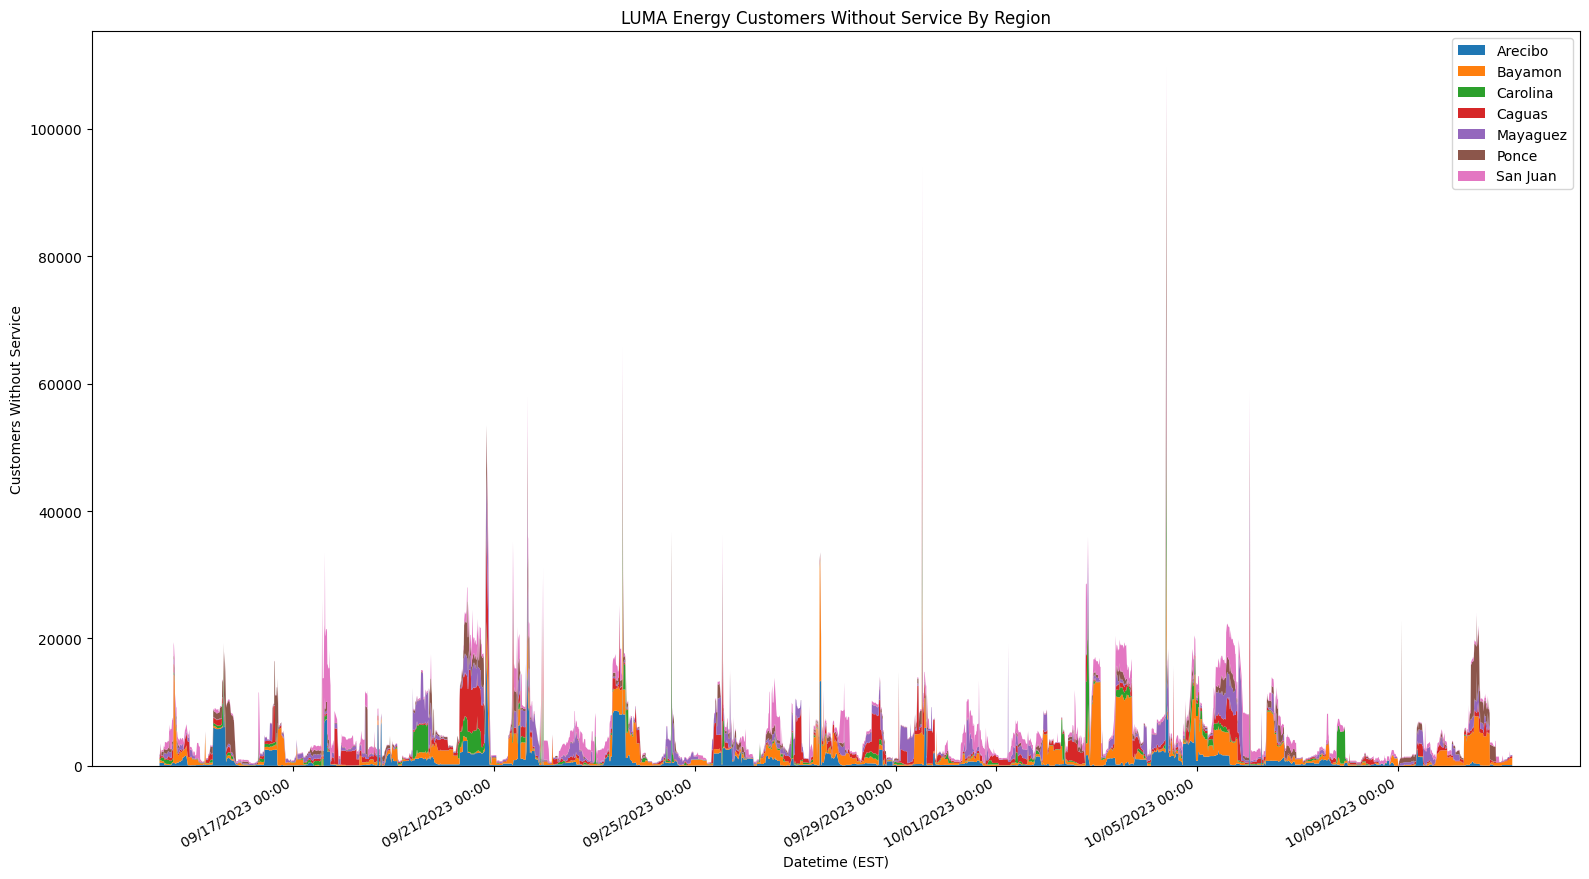 LUMA Energy Customers Without Service By Region
Arecibo
Bayamon
Carolina
Caguas
Mayaguez
Ponce
San Juan
Customers Without Service
100000
80000
60000
40000
20000
0
09/17/2023 00:00
09/21/2023 00:00
09/25/2023 00:00
09/29/2023 00:00
10/01/2023 00:00
10/05/2023 00:00
10/09/2023 00:00
Datetime (EST)